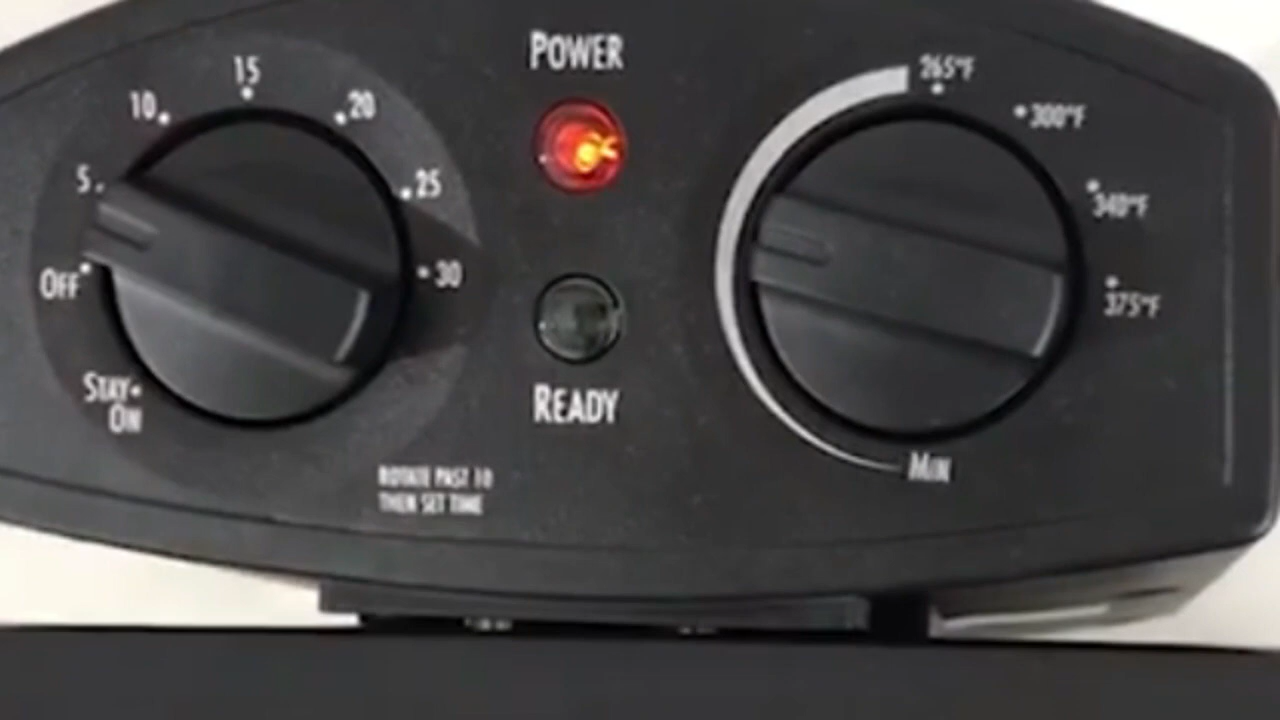 POWER
15
10
20
5
25
OFF
30
STAY
ON
READY
ROTATE PAST 10
THEN SET TIME
265°F
300°F
340°F
375°F
MIN